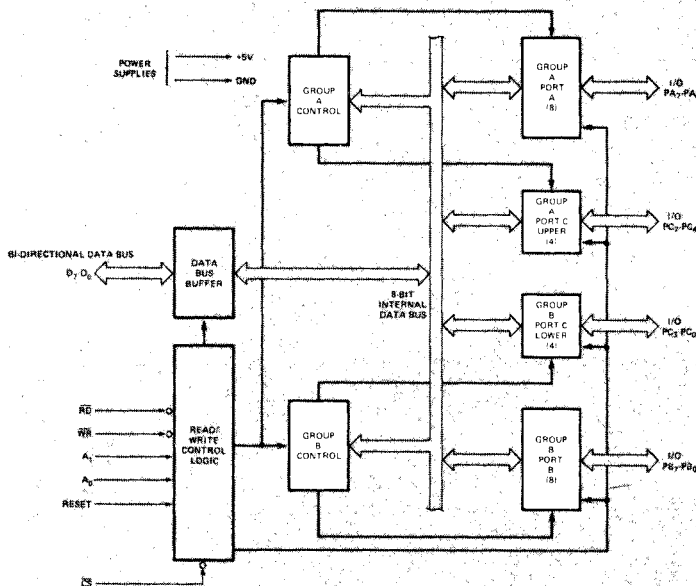 POWER
SUPPLIES
+5V
GND
GROUP
A
CONTROL
GROUP
A
PORT
A
(8)
I/O
PA7-PA
GROUP
A
PORT C
UPPER
(4)
I/O
PC7-PC4
BI-DIRECTIONAL DATA BUS
D7 D0
DATA
BUS
BUFFER
8-BIT
INTERNAL
DATA BUS
GROUP
B
PORT C
LOWER
(4)
I/O
PC3-PC0
RD
WR
A1
A0
RESET
READ/
WRITE
CONTROL
LOGIC
GROUP
B
CONTROL
GROUP
B
PORT
B
(8)
I/O
PB7-PB0
CS